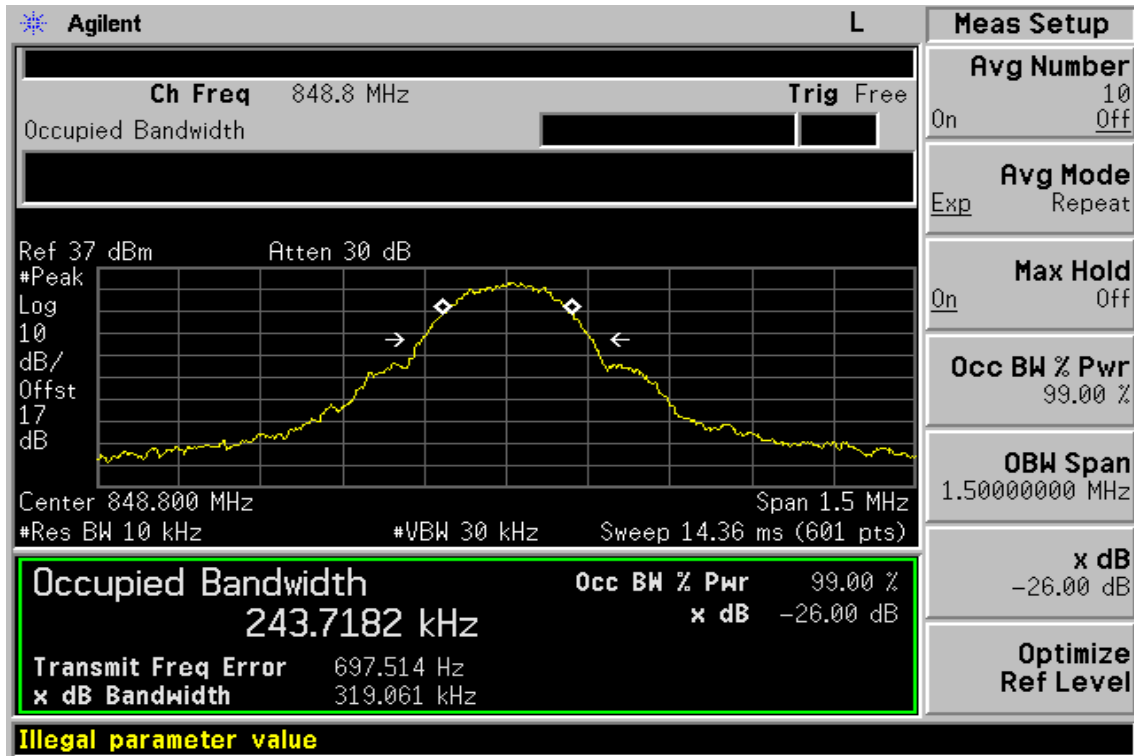 Agilent L Meas Setup
Ch Freq 848.8 MHz Trig Free
Occupied Bandwidth
Avg Number
10
On Off
Avg Mode
Exp Repeat
Max Hold
On Off
Occ BW % Pwr
99.00 %
OBW Span
1.50000000 MHz
x dB
-26.00 dB
Optimize
Ref Level
Ref 37 dBm Atten 30 dB
#Peak
Log
10
dB/
Offst
17
dB
Center 848.800 MHz Span 1.5 MHz
#Res BW 10 kHz #VBW 30 kHz Sweep 14.36 ms (601 pts)
Occupied Bandwidth Occ BW % Pwr 99.00 %
243.7182 kHz x dB -26.00 dB
Transmit Freq Error 697.514 Hz
x dB Bandwidth 319.061 kHz
Illegal parameter value